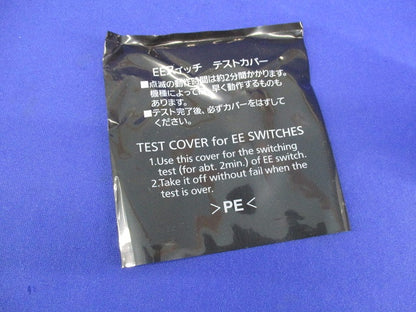 EEスイッチ テストカバー
■点滅の動作時間は約2分間かかります。
機種によっては、早く動作するものも
あります。
■テスト完了後、必ずカバーをはずして
ください。
TEST COVER for EE SWITCHES
1.Use this cover for the switching
test (for abt. 2min.) of EE switch.
2.Take it off without fail when the
test is over.
>PE<